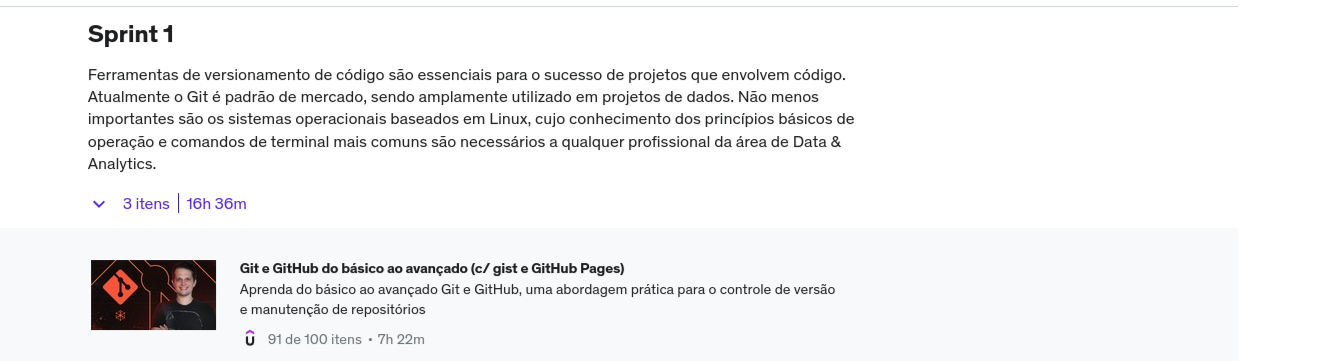 Sprint 1
Ferramentas de versionamento de código são essenciais para o sucesso de projetos que envolvem código.
Atualmente o Git é padrão de mercado, sendo amplamente utilizado em projetos de dados. Não menos
importantes são os sistemas operacionais baseados em Linux, cujo conhecimento dos princípios básicos de
operação e comandos de terminal mais comuns são necessários a qualquer profissional da área de Data &
Analytics.
3 itens | 16h 36m
Git e GitHub do básico ao avançado (c/ gist e GitHub Pages)
Aprenda do básico ao avançado Git e GitHub, uma abordagem prática para o controle de versão
e manutenção de repositórios
91 de 100 itens • 7h 22m